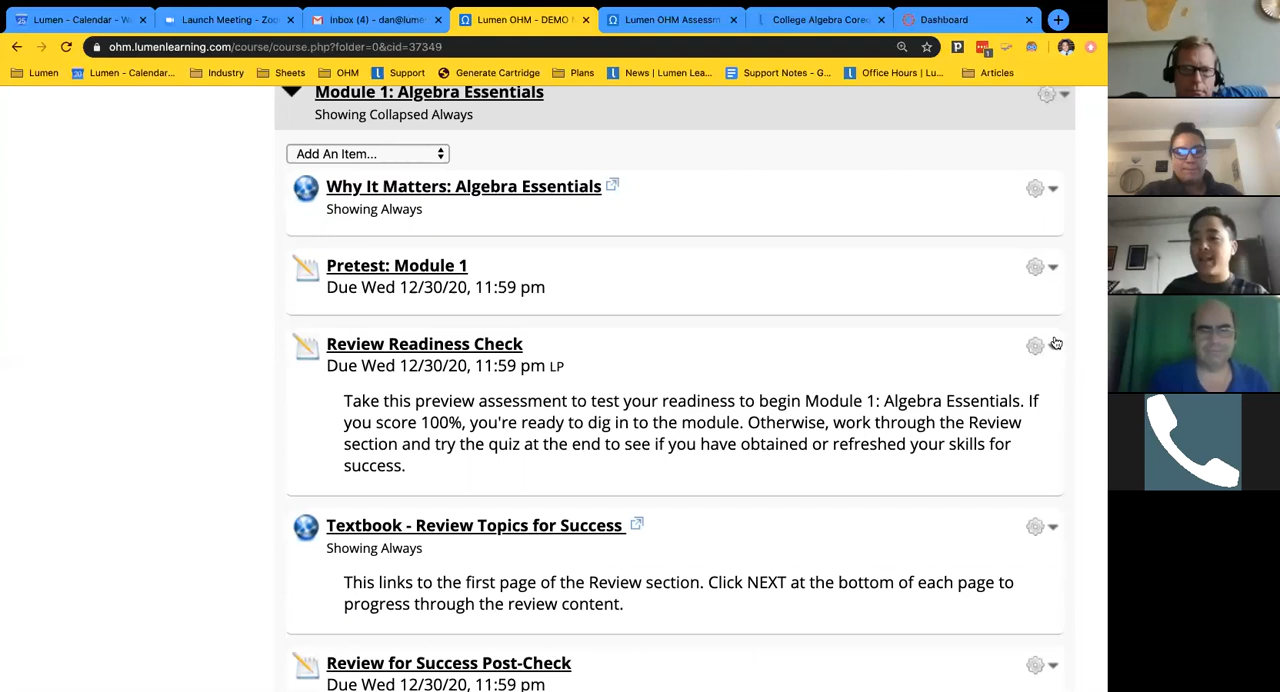 Lumen - Calendar - W
Launch Meeting - Zoo
Inbox (4) - dan@lume
Lumen OHM - DEMO
Lumen OHM Assessm
College Algebra Coreq
Dashboard
ohm.lumenlearning.com/course/course.php?folder=0&cid=37349
Lumen
Lumen - Calendar...
Industry
Sheets
OHM
Support
Generate Cartridge
Plans
News | Lumen Lea...
Support Notes - G...
Office Hours | Lu...
Articles
Module 1: Algebra Essentials
Showing Collapsed Always
Add An Item...
Why It Matters: Algebra Essentials
Showing Always
Pretest: Module 1
Due Wed 12/30/20, 11:59 pm
Review Readiness Check
Due Wed 12/30/20, 11:59 pm LP
Take this preview assessment to test your readiness to begin Module 1: Algebra Essentials. If
you score 100%, you're ready to dig in to the module. Otherwise, work through the Review
section and try the quiz at the end to see if you have obtained or refreshed your skills for
success.
Textbook - Review Topics for Success
Showing Always
This links to the first page of the Review section. Click NEXT at the bottom of each page to
progress through the review content.
Review for Success Post-Check
Due Wed 12/30/20, 11:59 pm